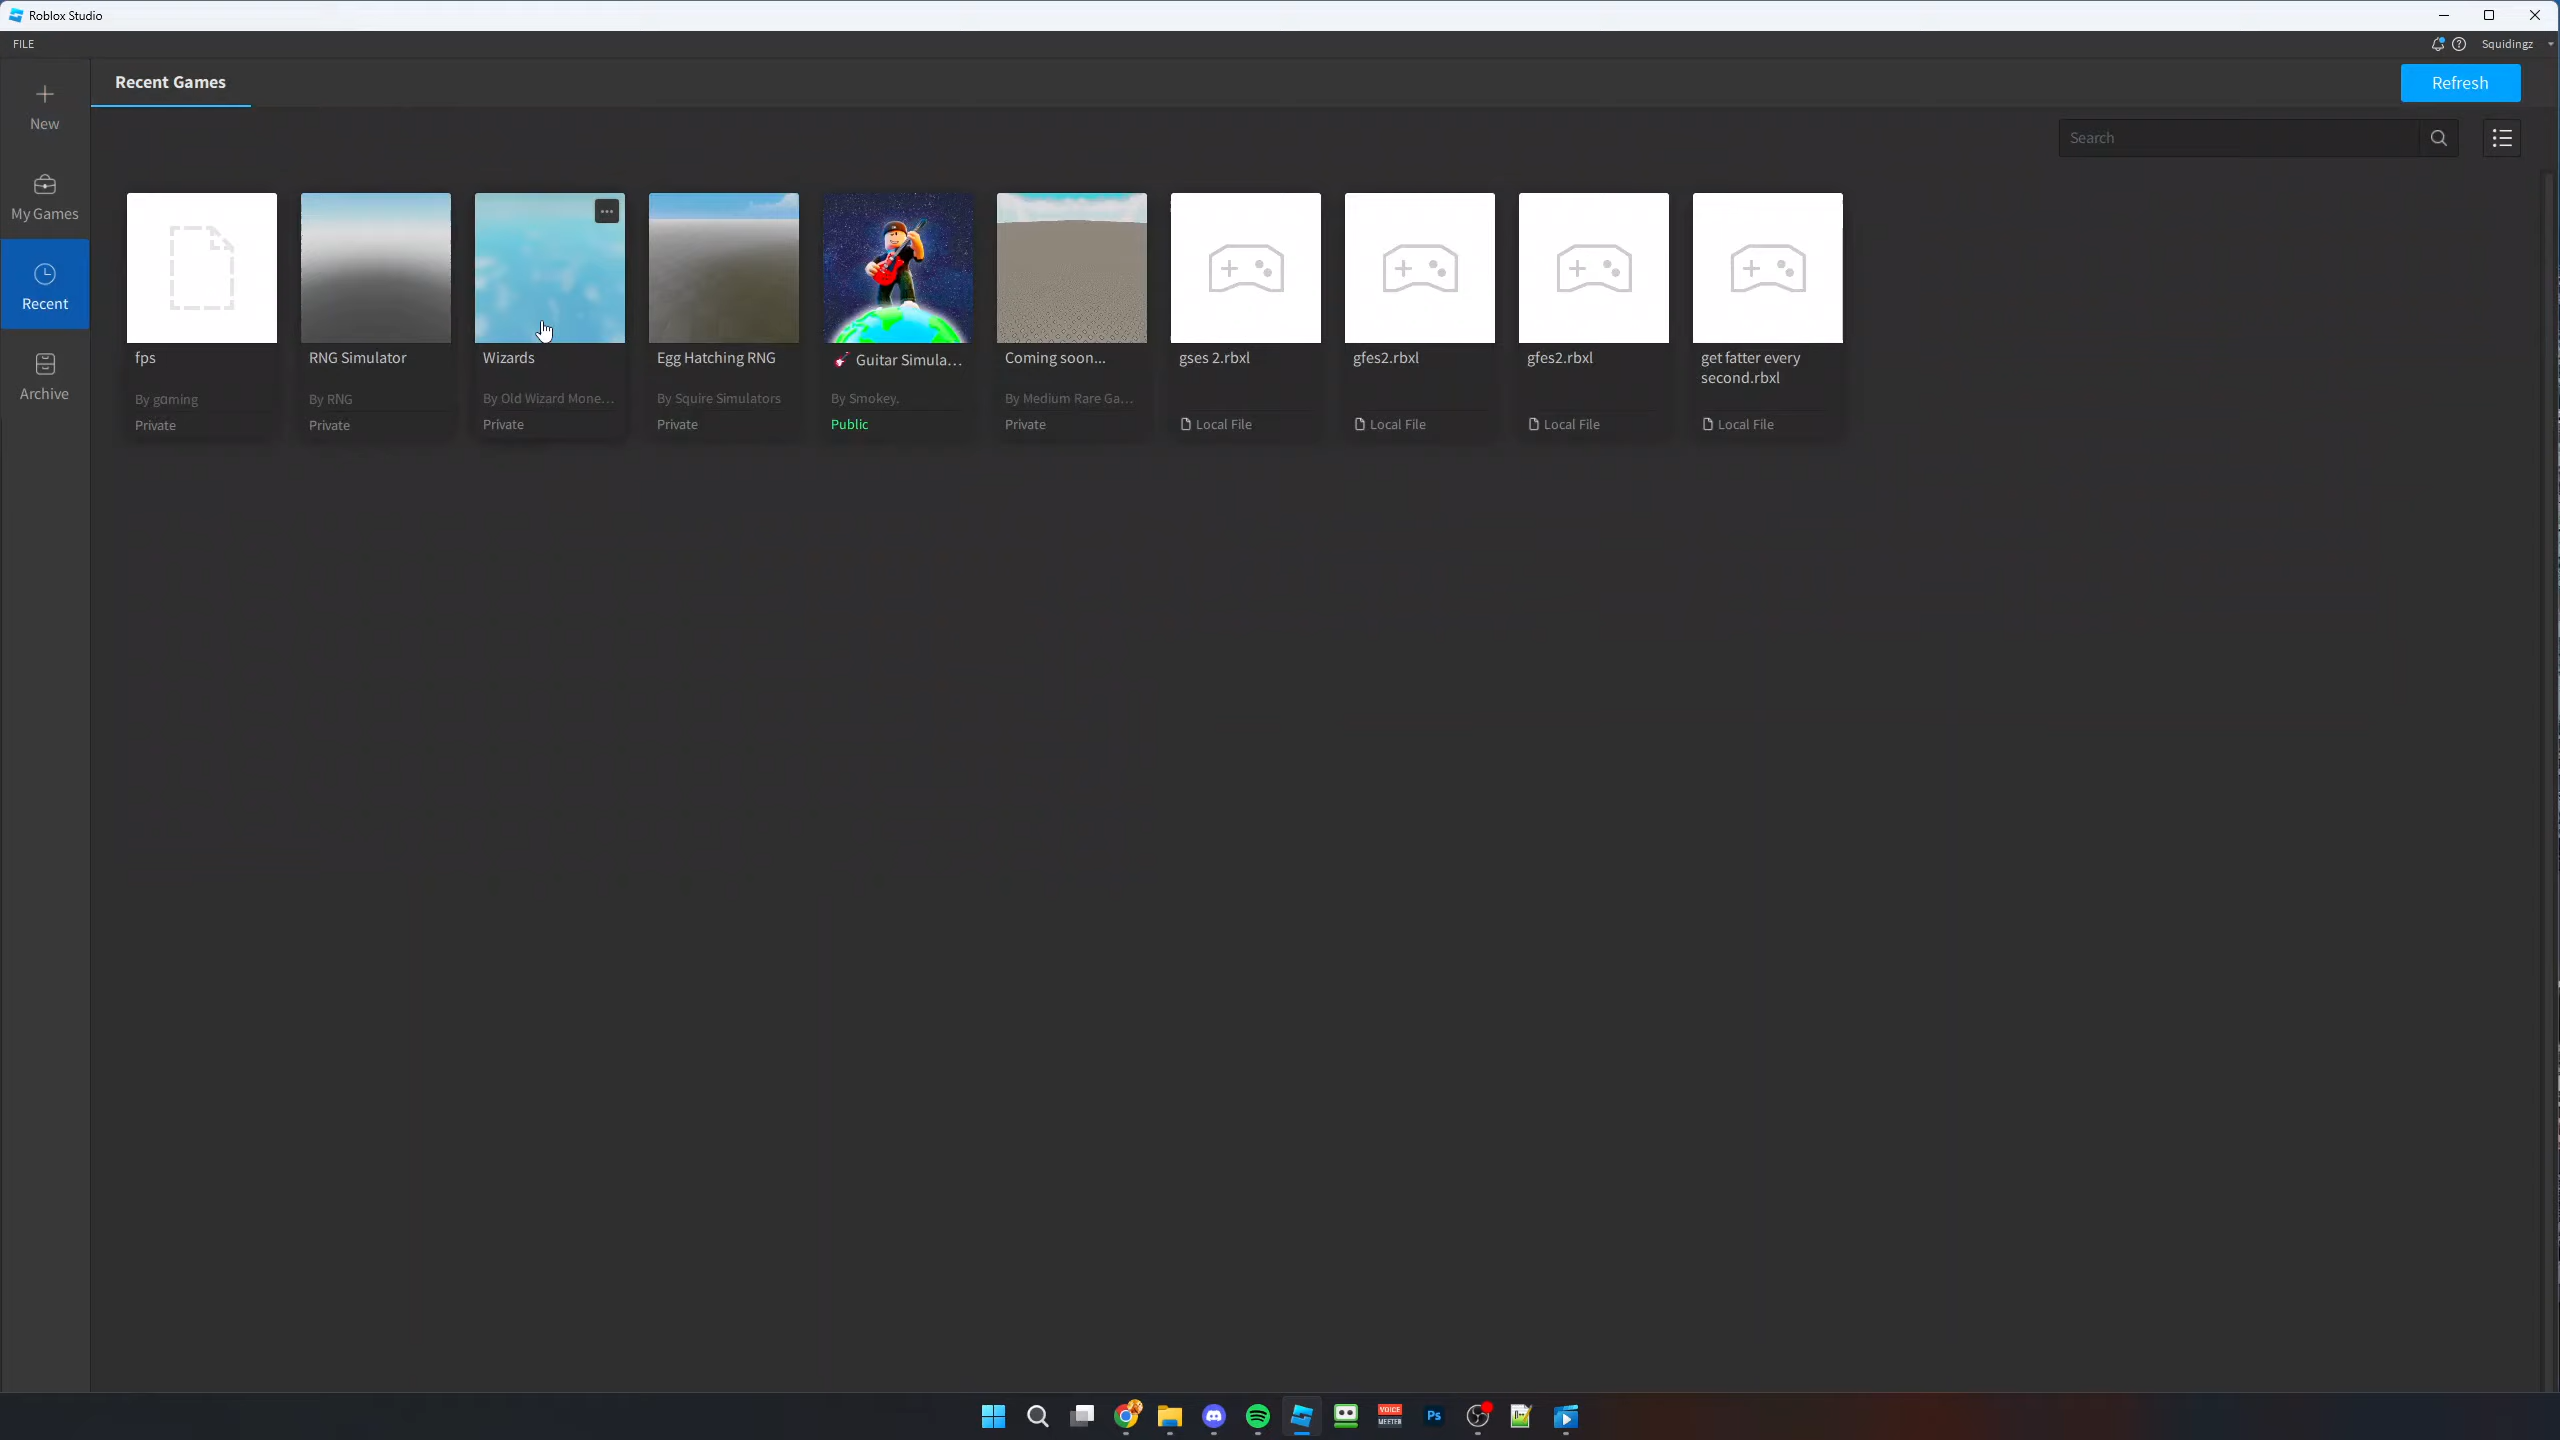 Roblox Studio
FILE
Squidingz
New
My Games
Recent
Archive
Recent Games
Refresh
Search
fps
By gaming
Private
RNG Simulator
By RNG
Private
Wizards
By Old Wizard Mone...
Private
Egg Hatching RNG
By Squire Simulators
Private
Guitar Simula...
By Smokey.
Public
Coming soon...
By Medium Rare Ga...
Private
gses 2.rbxl
Local File
gfes2.rbxl
Local File
gfes2.rbxl
Local File
get fatter every
second.rbxl
Local File
VOICE
MEETER
Ps